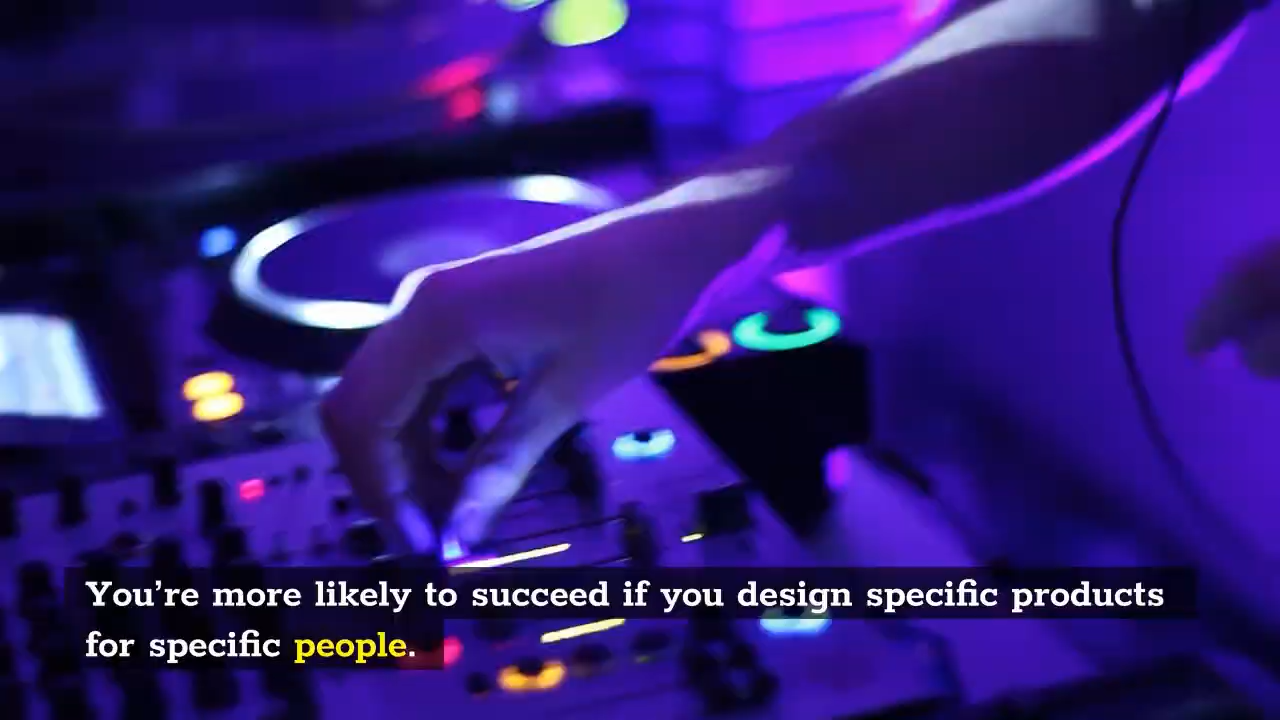 You’re more likely to succeed if you design specific products
for specific people.